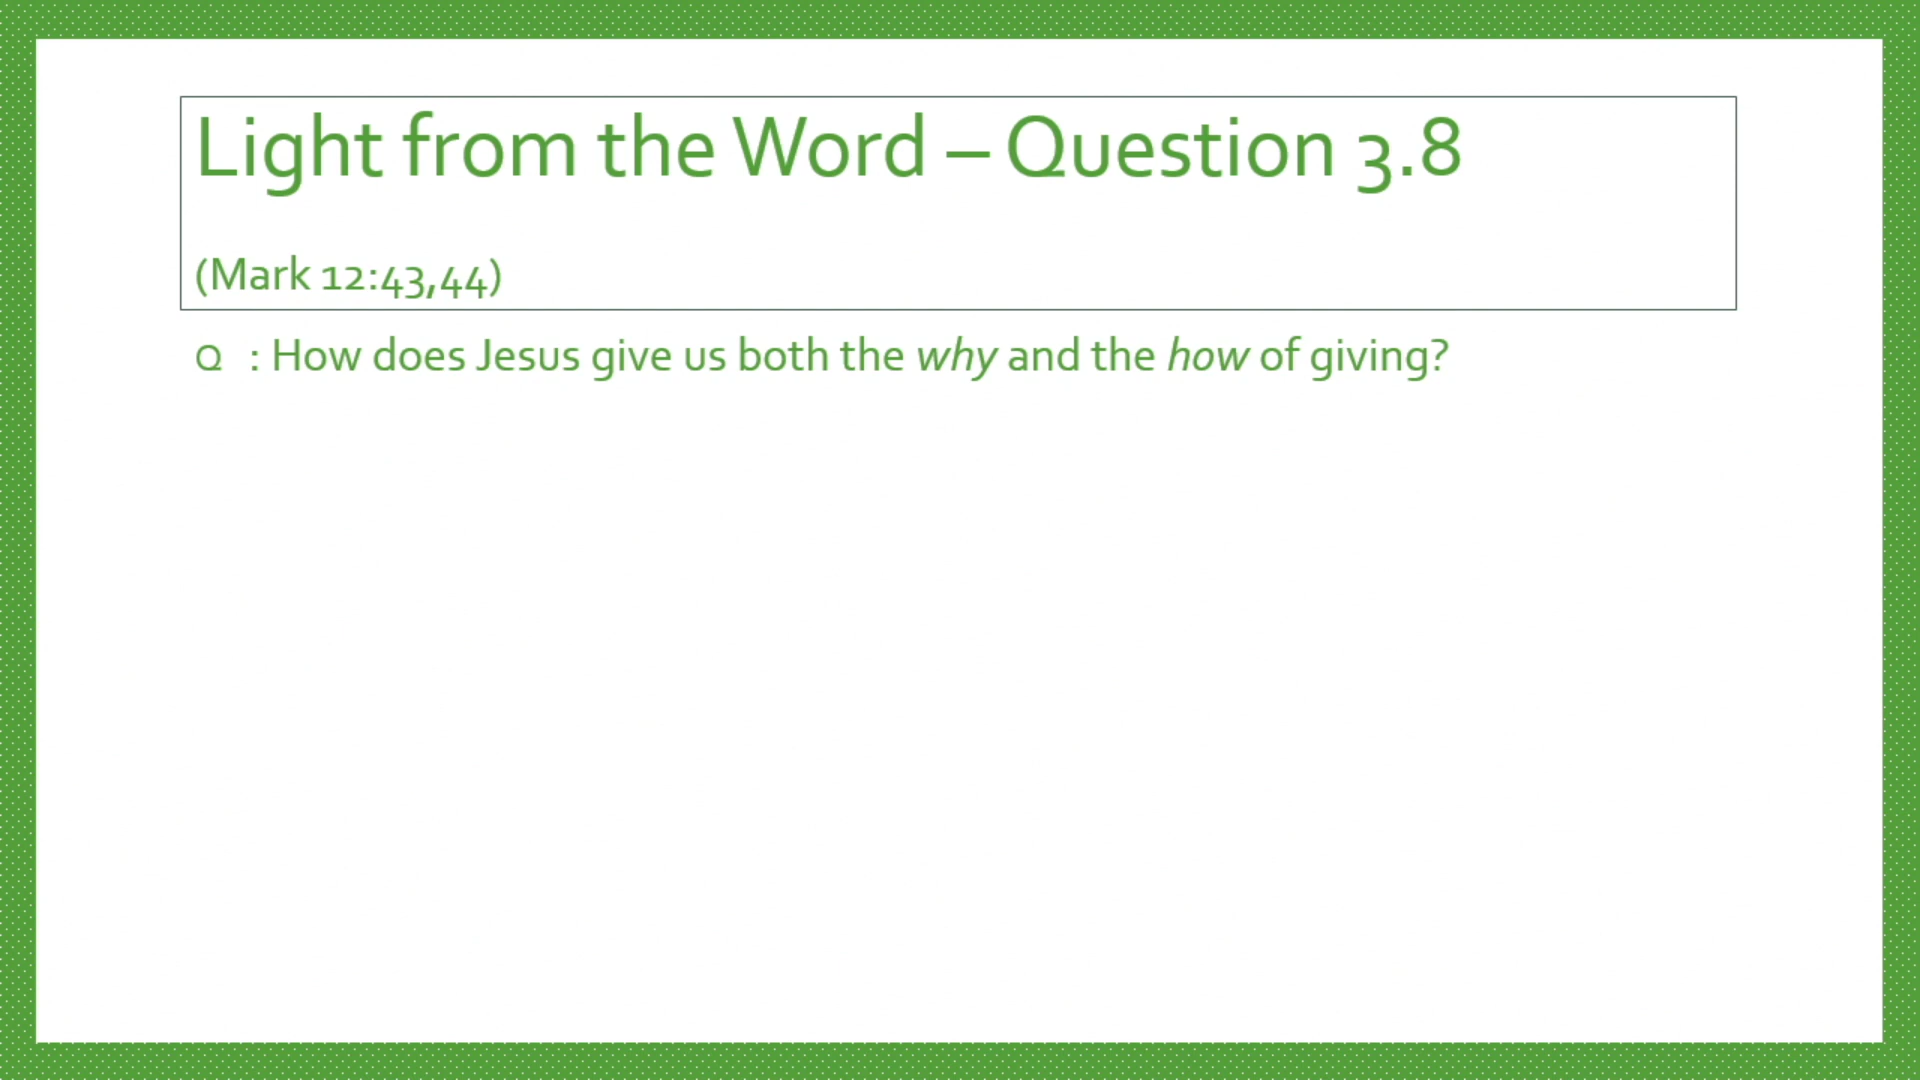 Light from the Word – Question 3.8
(Mark 12:43,44)
Q : How does Jesus give us both the why and the how of giving?